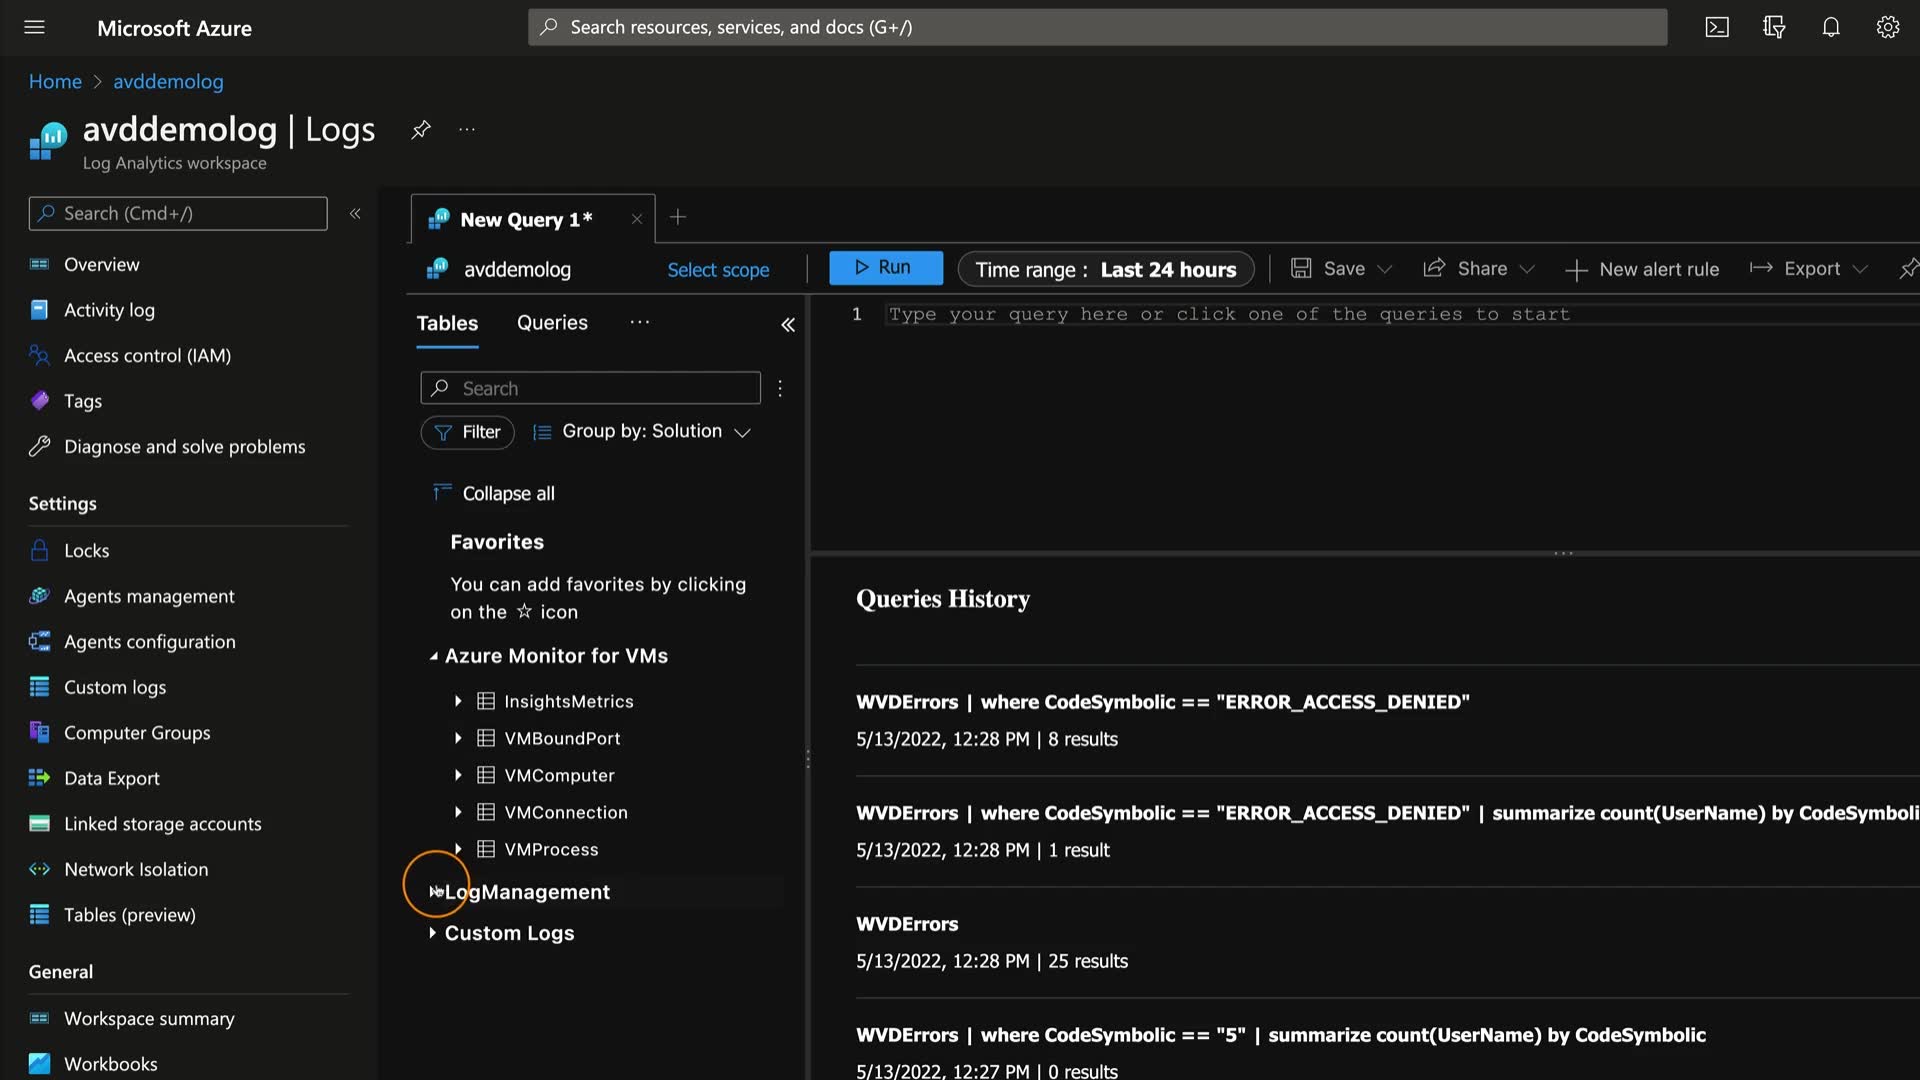 Microsoft Azure
Search resources, services, and docs (G+/)
Home > avddemolog
avddemolog | Logs
Log Analytics workspace
Search (Cmd+/)
Overview
Activity log
Access control (IAM)
Tags
Diagnose and solve problems
Settings
Locks
Agents management
Agents configuration
Custom logs
Computer Groups
Data Export
Linked storage accounts
Network Isolation
Tables (preview)
General
Workspace summary
Workbooks
New Query 1*
avddemolog
Select scope
Run
Time range : Last 24 hours
Save
Share
New alert rule
Export
Tables
Queries
Search
Filter
Group by: Solution
Collapse all
Favorites
You can add favorites by clicking
on the ☆ icon
Azure Monitor for VMs
InsightsMetrics
VMBoundPort
VMComputer
VMConnection
VMProcess
LogManagement
Custom Logs
1 Type your query here or click one of the queries to start
Queries History
WVDErrors | where CodeSymbolic == "ERROR_ACCESS_DENIED"
5/13/2022, 12:28 PM | 8 results
WVDErrors | where CodeSymbolic == "ERROR_ACCESS_DENIED" | summarize count(UserName) by CodeSymboli
5/13/2022, 12:28 PM | 1 result
WVDErrors
5/13/2022, 12:28 PM | 25 results
WVDErrors | where CodeSymbolic == "5" | summarize count(UserName) by CodeSymbolic
5/13/2022, 12:27 PM | 0 results